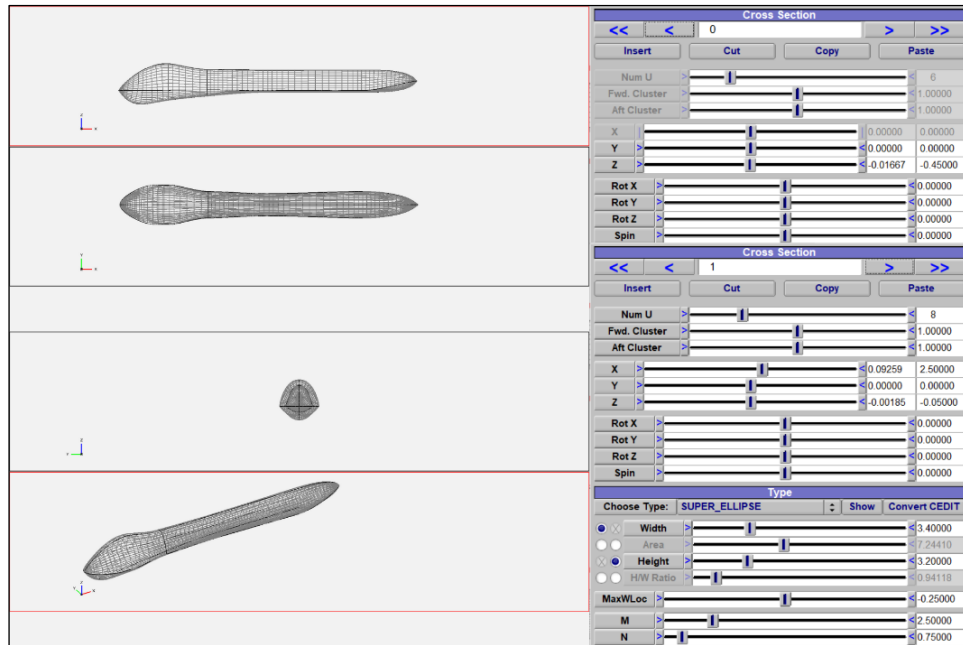 Cross Section
<< < 0 > >>
Insert Cut Copy Paste
Num U > < 6
Fwd. Cluster > < 1.00000
Aft Cluster > < 1.00000
X | | 0.00000 0.00000
Y > < 0.00000 0.00000
Z > < -0.01667 -0.45000
Rot X > < 0.00000
Rot Y > < 0.00000
Rot Z > < 0.00000
Spin > < 0.00000
Cross Section
<< < 1 > >>
Insert Cut Copy Paste
Num U > < 8
Fwd. Cluster > < 1.00000
Aft Cluster > < 1.00000
X > < 0.09259 2.50000
Y > < 0.00000 0.00000
Z > < -0.00185 -0.05000
Rot X > < 0.00000
Rot Y > < 0.00000
Rot Z > < 0.00000
Spin > < 0.00000
Type
Choose Type: SUPER_ELLIPSE Show Convert CEDIT
Width > < 3.40000
Area > < 7.24410
Height > < 3.20000
H/W Ratio > < 0.94118
MaxWLoc > < -0.25000
M > < 2.50000
N > < 0.75000